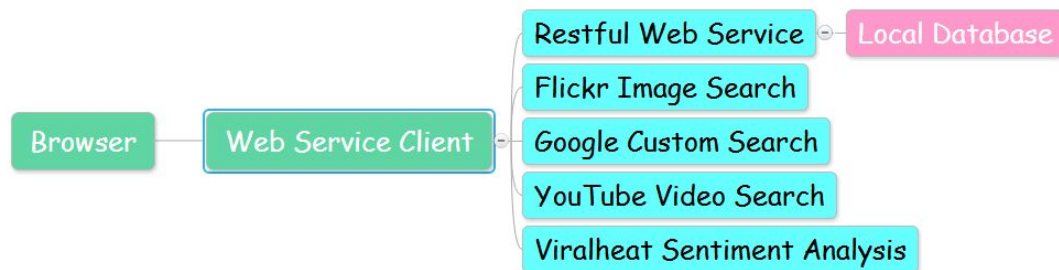 Browser
Web Service Client
Restful Web Service
Local Database
Flickr Image Search
Google Custom Search
YouTube Video Search
Viralheat Sentiment Analysis